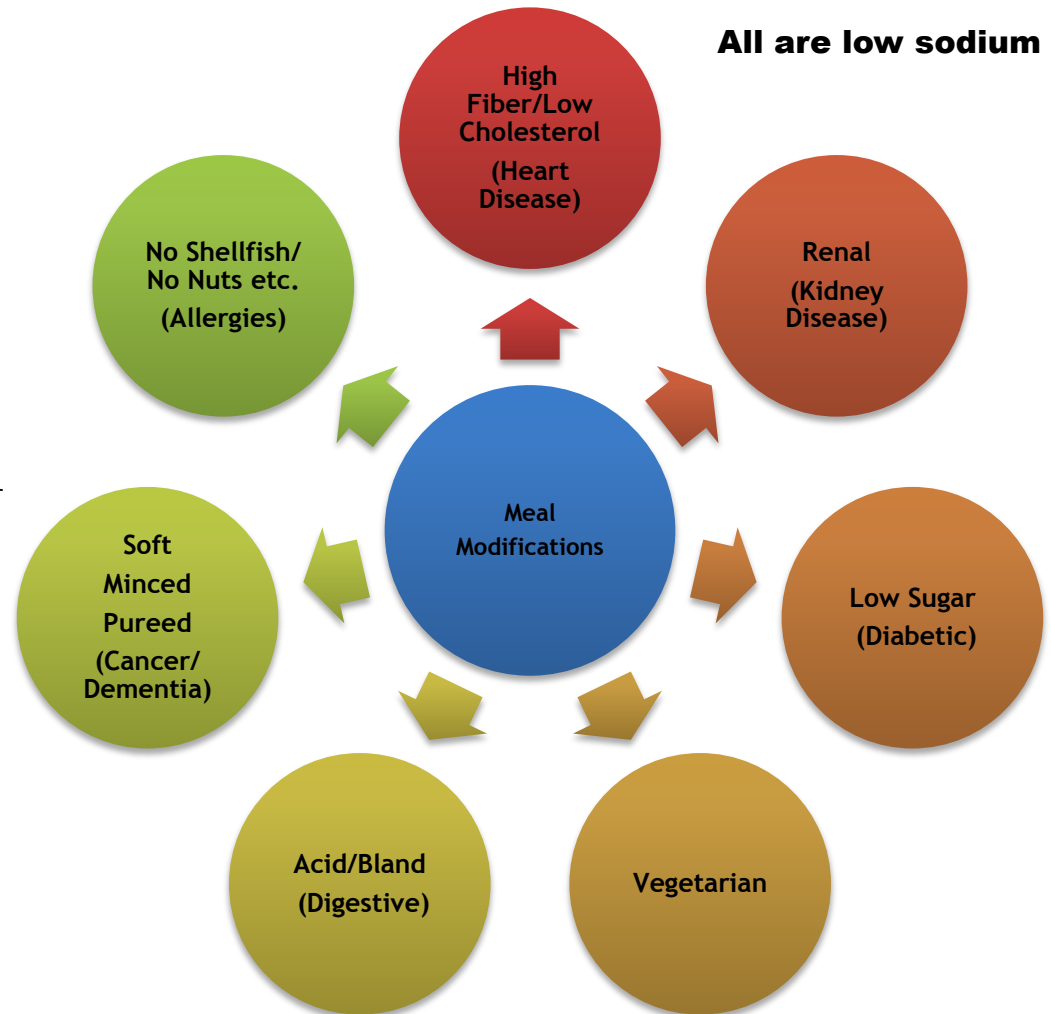 All are low sodium
High
Fiber/Low
Cholesterol
(Heart
Disease)
Renal
(Kidney
Disease)
Low Sugar
(Diabetic)
Vegetarian
Acid/Bland
(Digestive)
Soft
Minced
Pureed
(Cancer/
Dementia)
No Shellfish/
No Nuts etc.
(Allergies)
Meal
Modifications